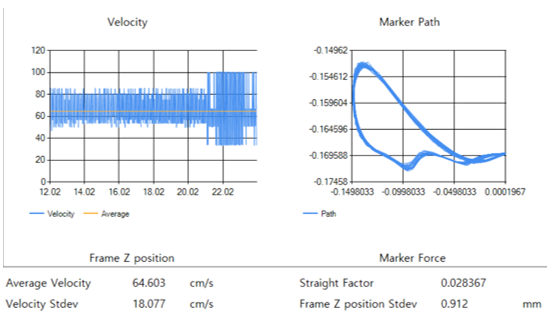 Velocity
Marker Path
120
100
80
60
40
20
0
12.02 14.02 16.02 18.02 20.02 22.02
Velocity Average
-0.14962
-0.154612
-0.159604
-0.164596
-0.169588
-0.17458
-0.1498033 -0.0998033 -0.0498033 0.0001967
Path
Frame Z position
Marker Force
Average Velocity 64.603 cm/s
Straight Factor 0.028367
Velocity Stdev 18.077 cm/s
Frame Z position Stdev 0.912 mm